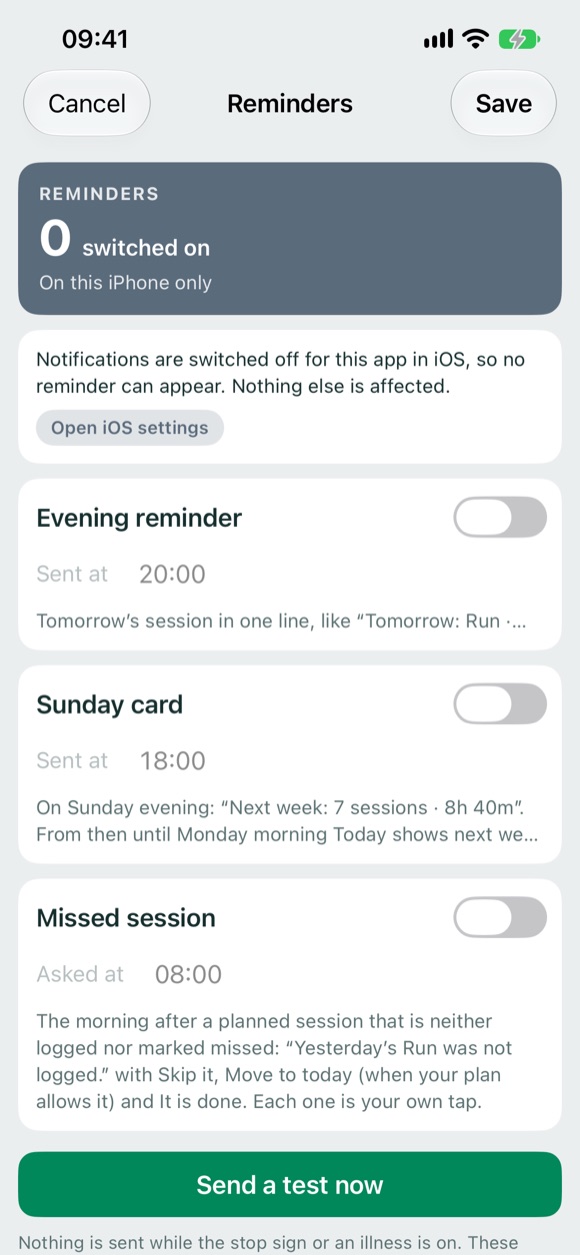 09:41
Cancel
Reminders
Save
REMINDERS
0 switched on
On this iPhone only
Notifications are switched off for this app in iOS, so no
reminder can appear. Nothing else is affected.
Open iOS settings
Evening reminder
Sent at 20:00
Tomorrow’s session in one line, like “Tomorrow: Run ·…
Sunday card
Sent at 18:00
On Sunday evening: “Next week: 7 sessions · 8h 40m”.
From then until Monday morning Today shows next we…
Missed session
Asked at 08:00
The morning after a planned session that is neither
logged nor marked missed: “Yesterday’s Run was not
logged.” with Skip it, Move to today (when your plan
allows it) and It is done. Each one is your own tap.
Send a test now
Nothing is sent while the stop sign or an illness is on. These